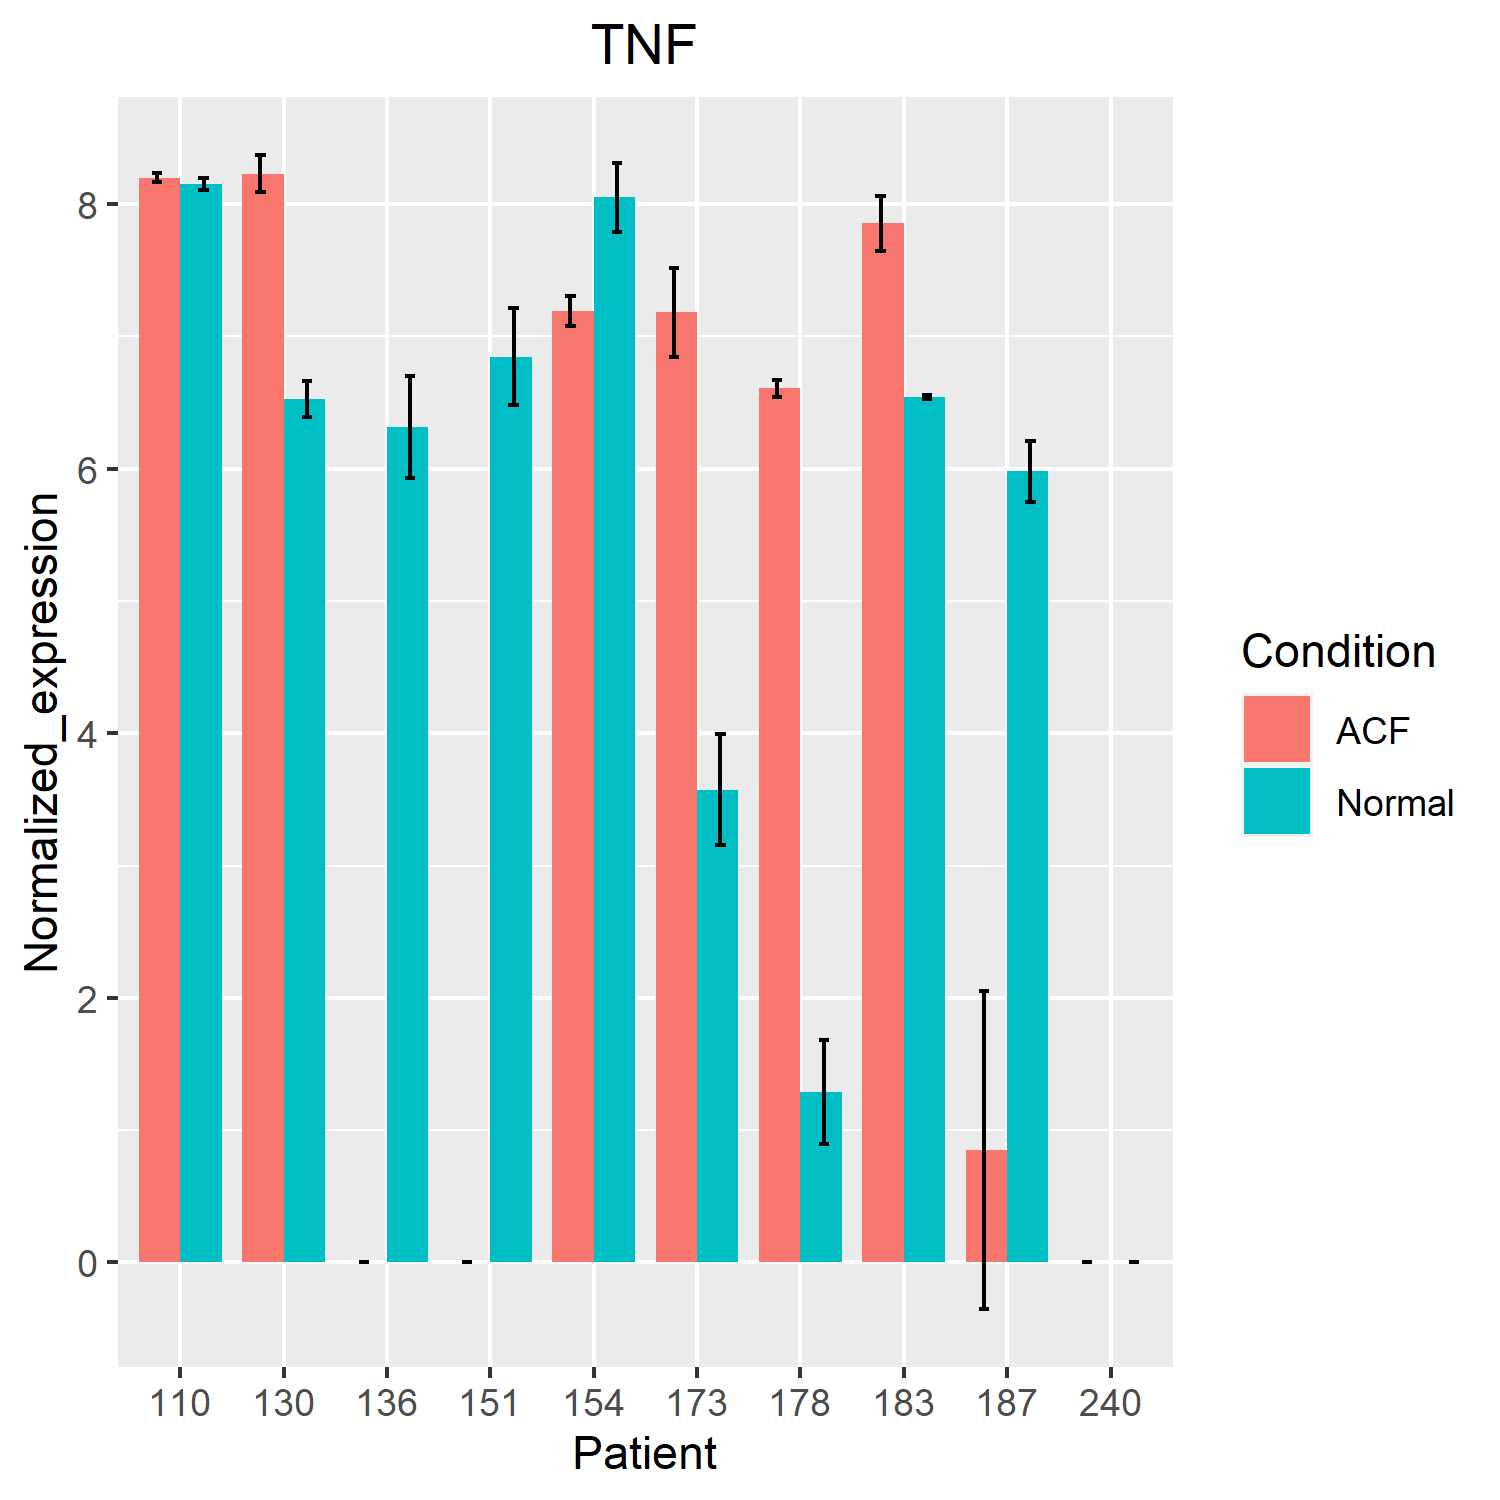 TNF
Normalized_expression
8
6
4
2
0
110 130 136 151 154 173 178 183 187 240
Patient
Condition
ACF
Normal